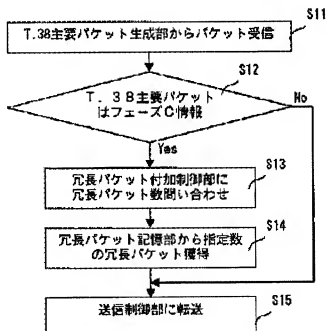 S11
T.38主要パケット生成部からパケット受信
S12
T．38主要パケット
はフェーズC情報
No
Yes
S13
冗長パケット付加制御部に
冗長パケット数問い合わせ
S14
冗長パケット記憶部から指定数
の冗長パケット獲得
S15
送信制御部に転送